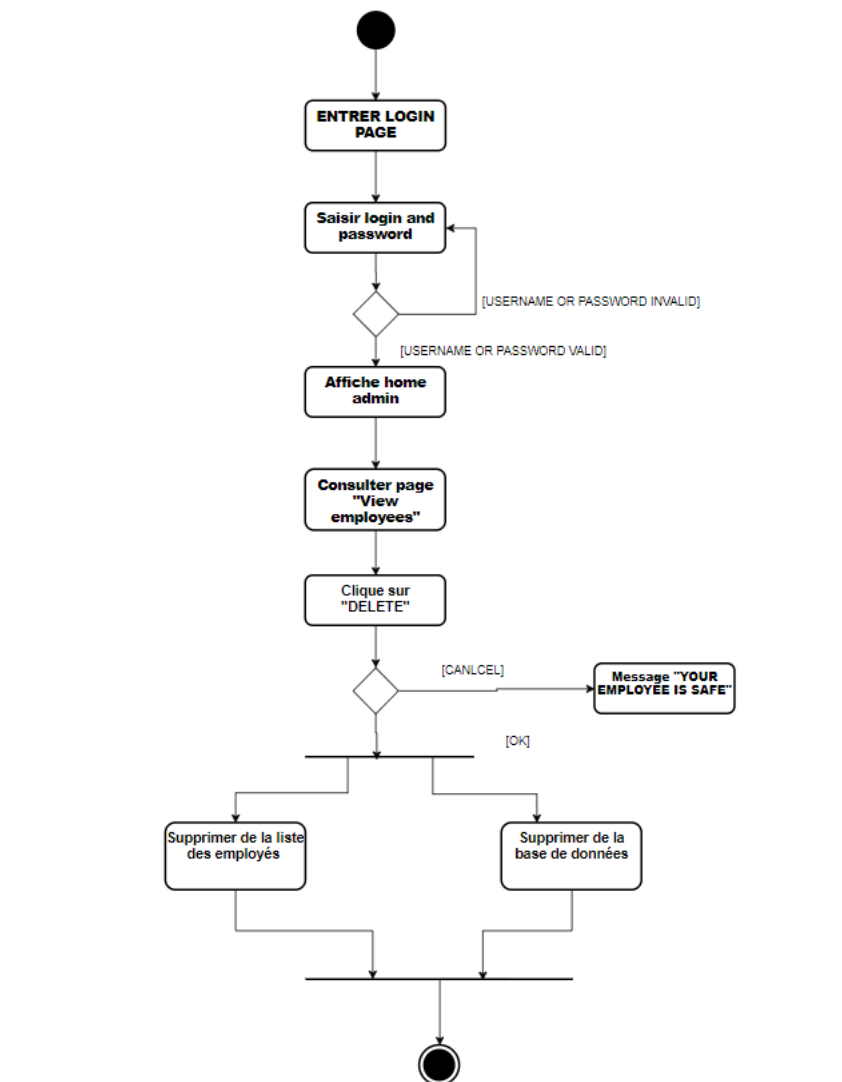 ENTRER LOGIN
PAGE
Saisir login and
password
[USERNAME OR PASSWORD INVALID]
[USERNAME OR PASSWORD VALID]
Affiche home
admin
Consulter page
"View
employees"
Clique sur
"DELETE"
[CANLCEL]
Message "YOUR
EMPLOYEE IS SAFE"
[OK]
Supprimer de la liste
des employés
Supprimer de la
base de données